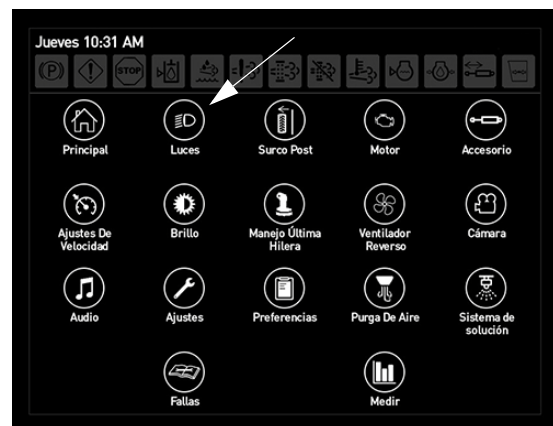 Jueves 10:31 AM
(P) STOP
Principal Luces Surco Post Motor Accesorio
Ajustes De Velocidad Brillo Manejo Última Hilera Ventilador Reverso Cámara
Audio Ajustes Preferencias Purga De Aire Sistema de solución
Fallas Medir